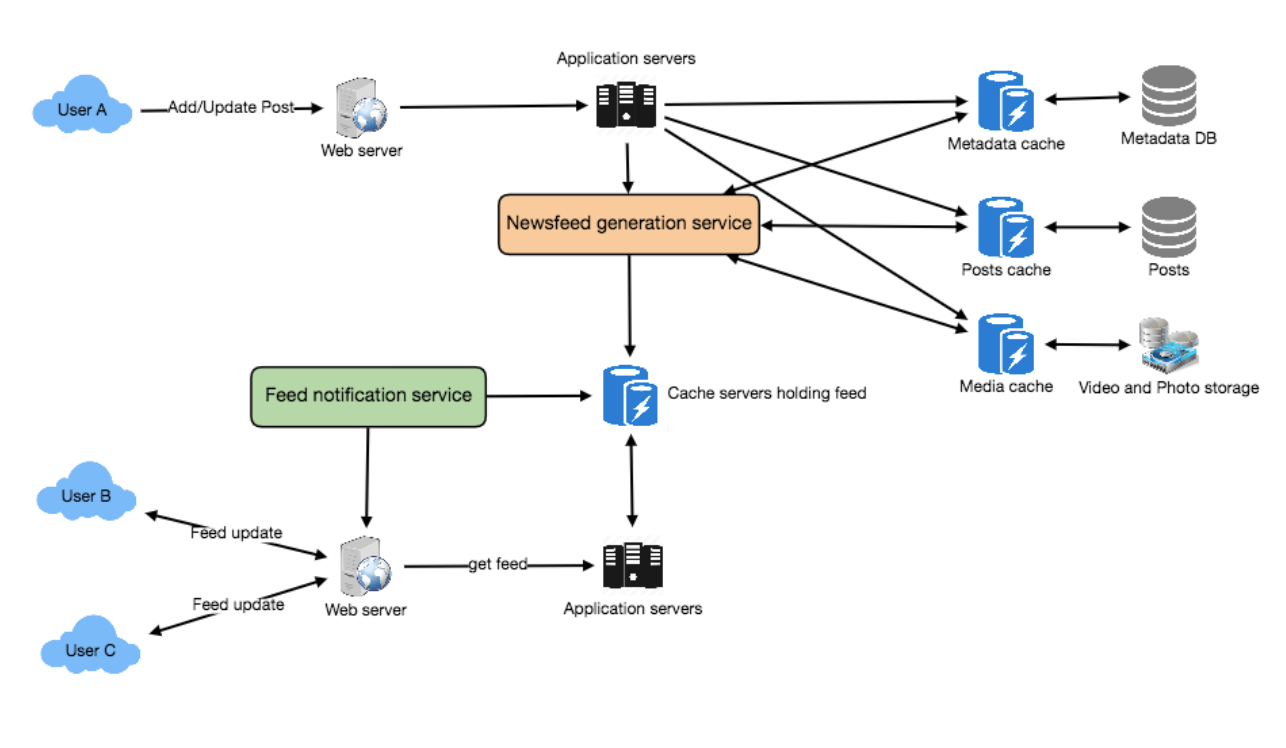 Application servers
User A
Add/Update Post
Web server
Metadata cache
Metadata DB
Newsfeed generation service
Posts cache
Posts
Media cache
Video and Photo storage
Feed notification service
Cache servers holding feed
User B
Feed update
get feed
Feed update
Web server
Application servers
User C